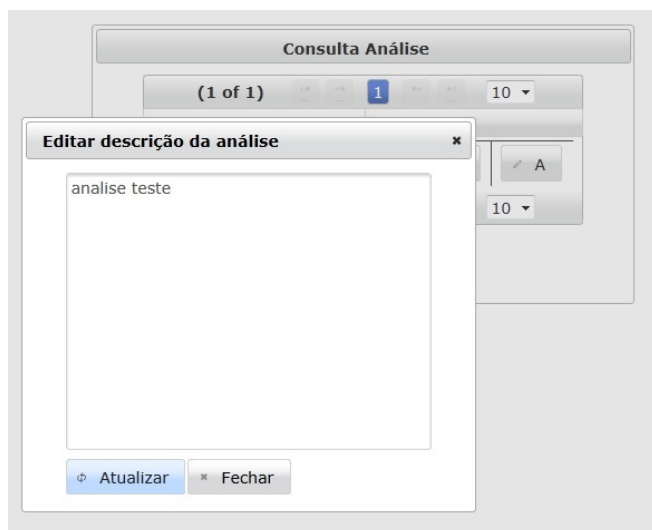 Consulta Análise
(1 of 1) 1 10
Editar descrição da análise
analise teste
A
10
Atualizar Fechar